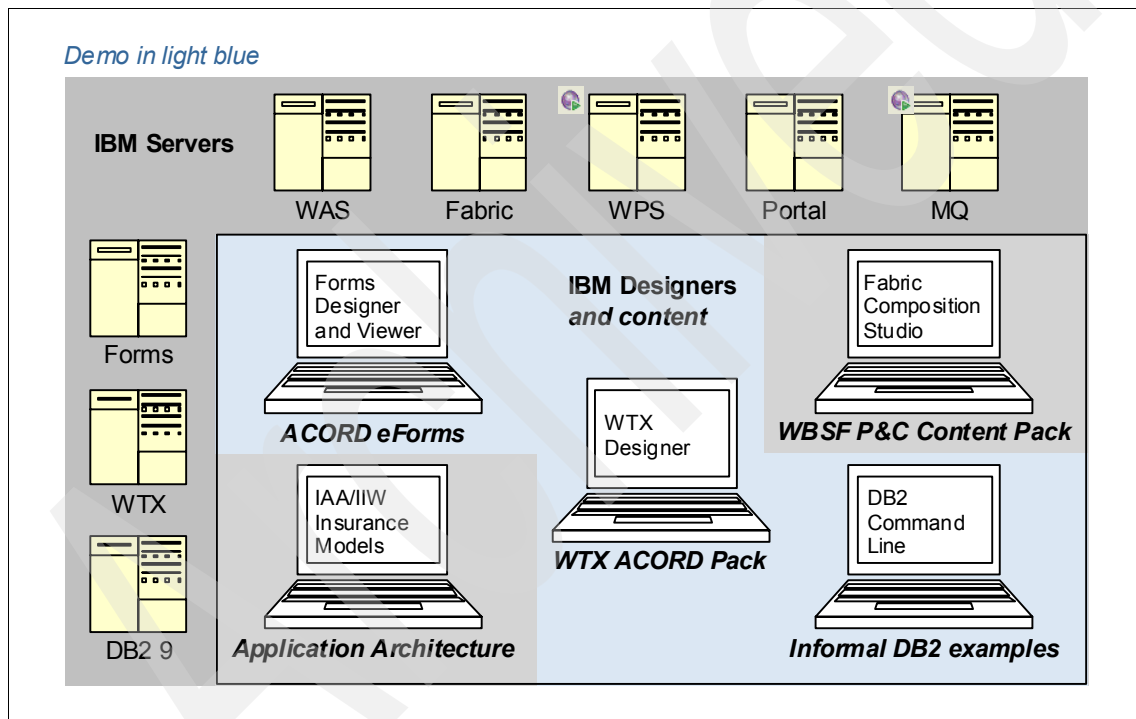 Demo in light blue
IBM Servers
WAS
Fabric
WPS
Portal
MQ
Forms
WTX
DB2 9
Forms
Designer
and Viewer
ACORD eForms
IBM Designers
and content
Fabric
Composition
Studio
WBSF P&C Content Pack
WTX
Designer
WTX ACORD Pack
IAA/IIW
Insurance
Models
Application Architecture
DB2
Command
Line
Informal DB2 examples
Archived